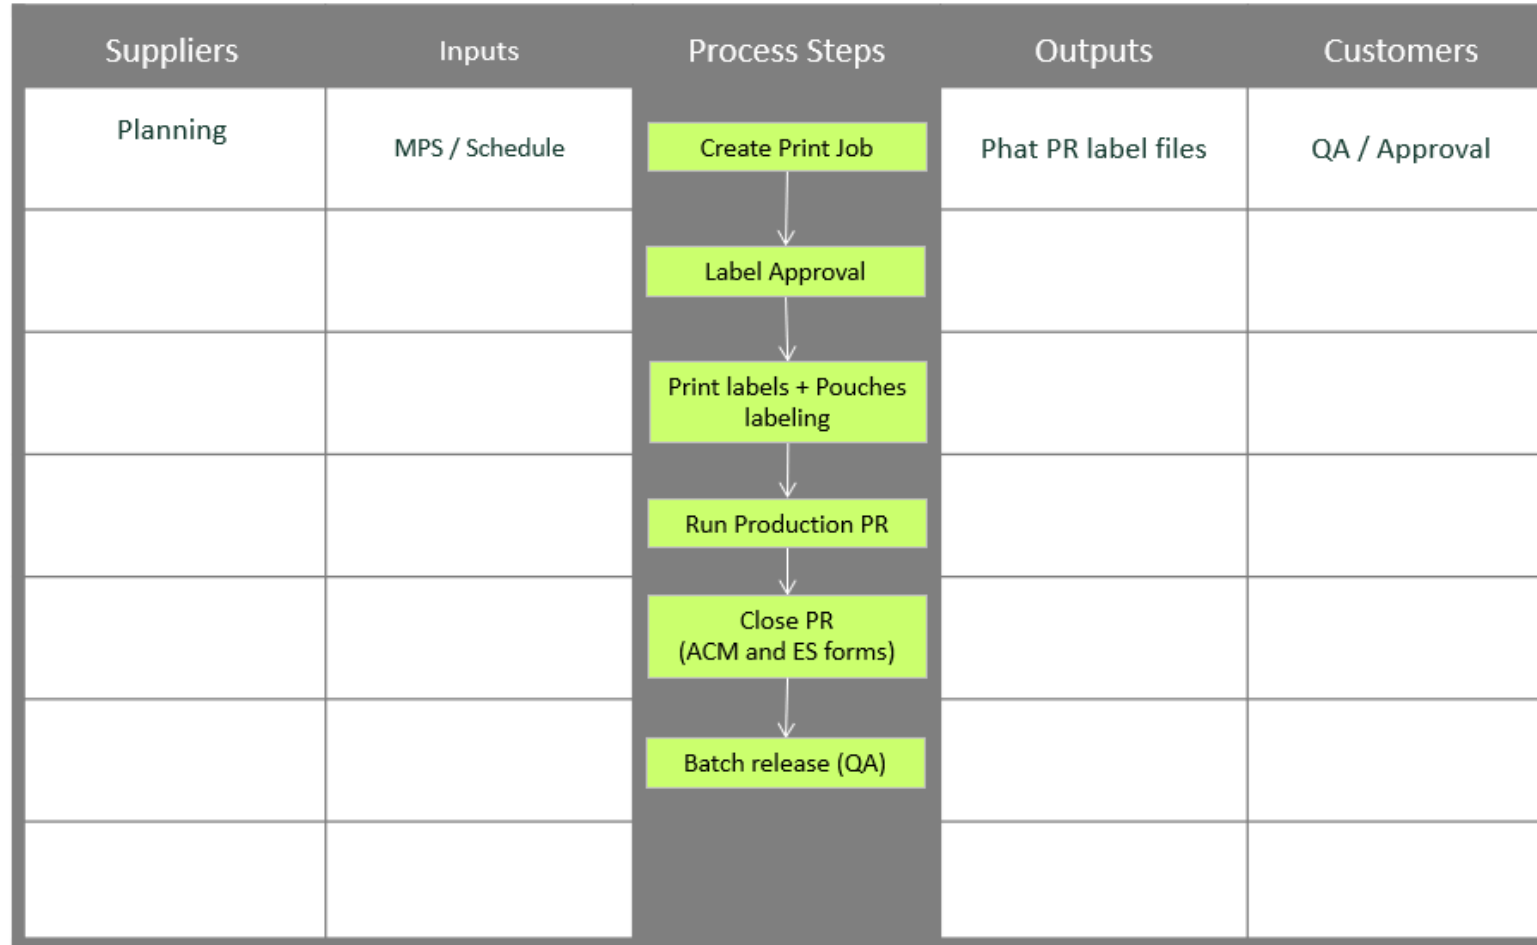 Suppliers
Inputs
Process Steps
Outputs
Customers
Planning
MPS / Schedule
Create Print Job
Phat PR label files
QA / Approval
Label Approval
Print labels + Pouches
labeling
Run Production PR
Close PR
(ACM and ES forms)
Batch release (QA)